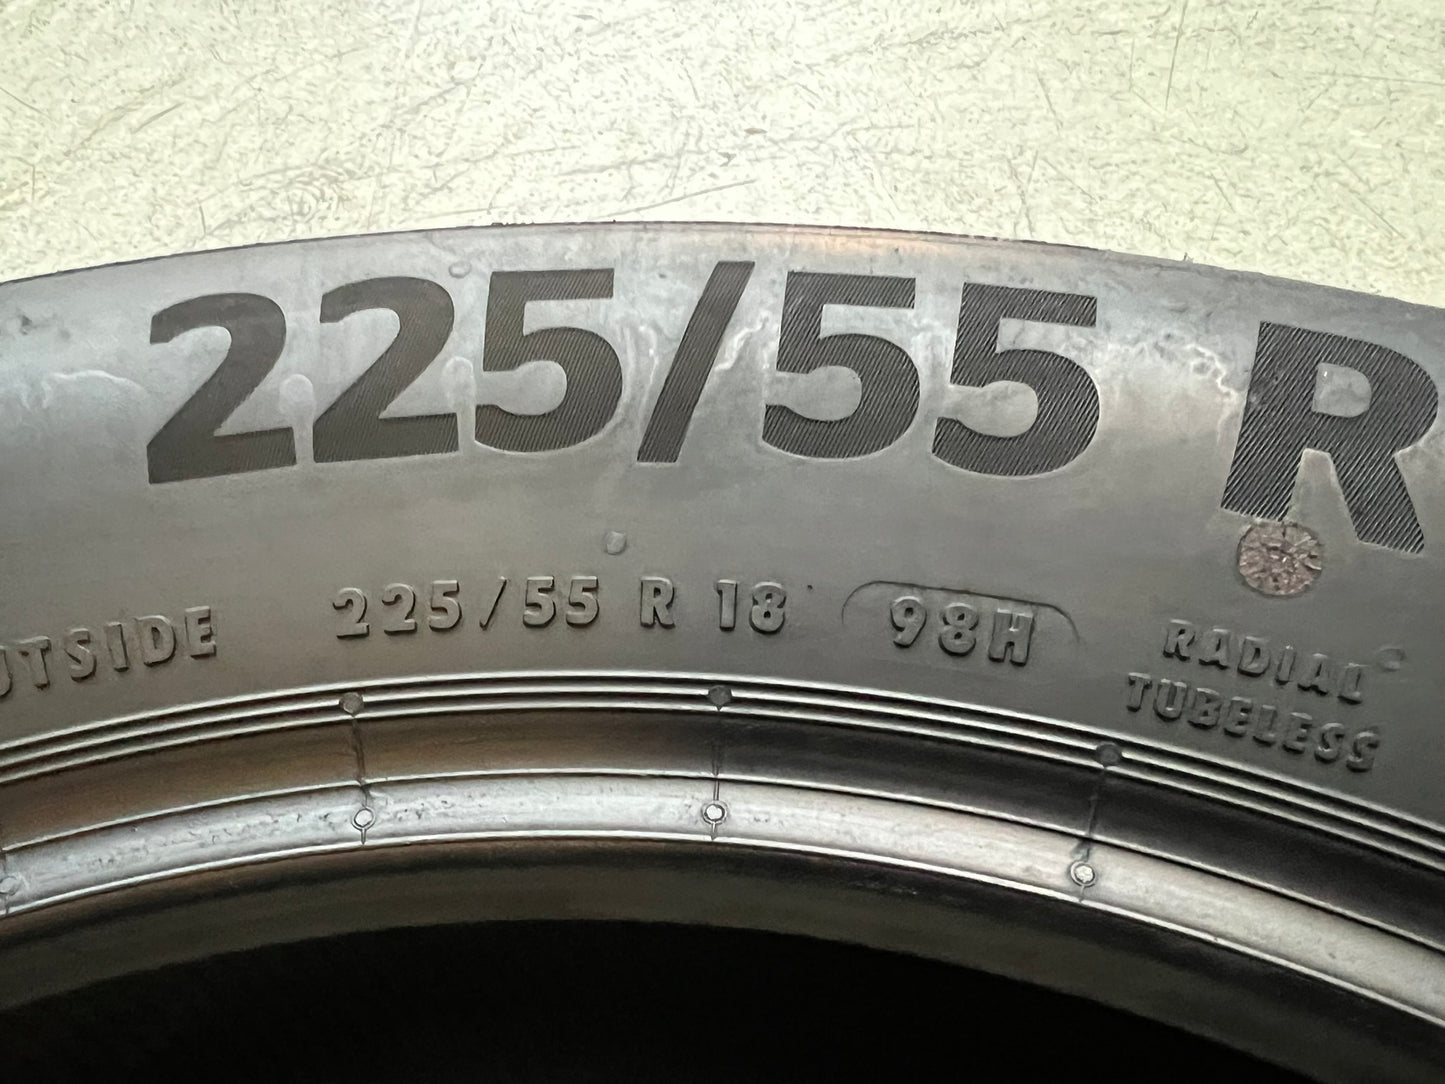 225/55 R
UTSIDE 225/55 R 18 98H RADIAL
TUBELESS